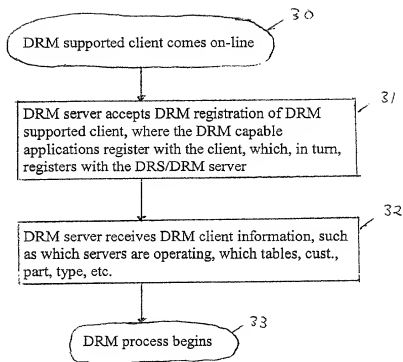 30
DRM supported client comes on-line
31
DRM server accepts DRM registration of DRM
supported client, where the DRM capable
applications register with the client, which, in turn,
registers with the DRS/DRM server
32
DRM server receives DRM client information, such
as which servers are operating, which tables, cust.,
part, type, etc.
33
DRM process begins